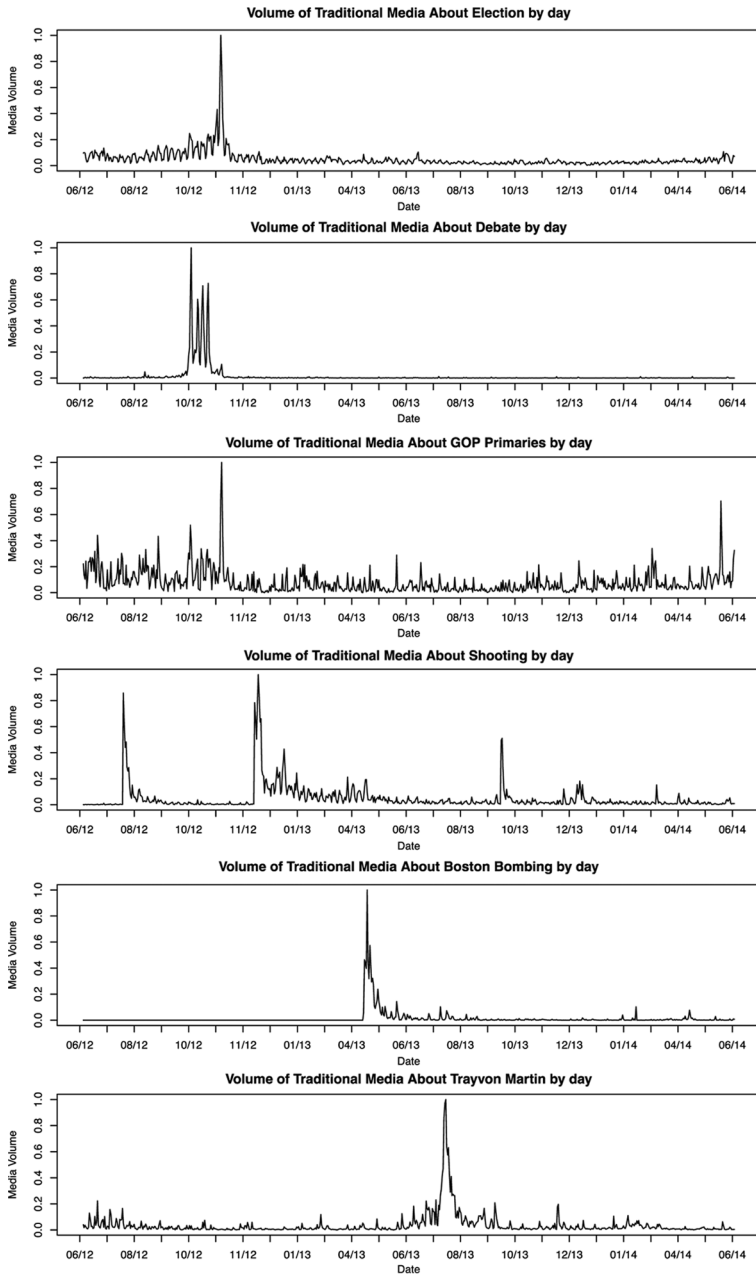 Volume of Traditional Media About Election by day
Media Volume
1.0
0.8
0.6
0.4
0.2
0.0
06/12 08/12 10/12 11/12 01/13 04/13 06/13 08/13 10/13 12/13 01/14 04/14 06/14
Date
Volume of Traditional Media About Debate by day
Media Volume
1.0
0.8
0.6
0.4
0.2
0.0
06/12 08/12 10/12 11/12 01/13 04/13 06/13 08/13 10/13 12/13 01/14 04/14 06/14
Date
Volume of Traditional Media About GOP Primaries by day
Media Volume
1.0
0.8
0.6
0.4
0.2
0.0
06/12 08/12 10/12 11/12 01/13 04/13 06/13 08/13 10/13 12/13 01/14 04/14 06/14
Date
Volume of Traditional Media About Shooting by day
Media Volume
1.0
0.8
0.6
0.4
0.2
0.0
06/12 08/12 10/12 11/12 01/13 04/13 06/13 08/13 10/13 12/13 01/14 04/14 06/14
Date
Volume of Traditional Media About Boston Bombing by day
Media Volume
1.0
0.8
0.6
0.4
0.2
0.0
06/12 08/12 10/12 11/12 01/13 04/13 06/13 08/13 10/13 12/13 01/14 04/14 06/14
Date
Volume of Traditional Media About Trayvon Martin by day
Media Volume
1.0
0.8
0.6
0.4
0.2
0.0
06/12 08/12 10/12 11/12 01/13 04/13 06/13 08/13 10/13 12/13 01/14 04/14 06/14
Date